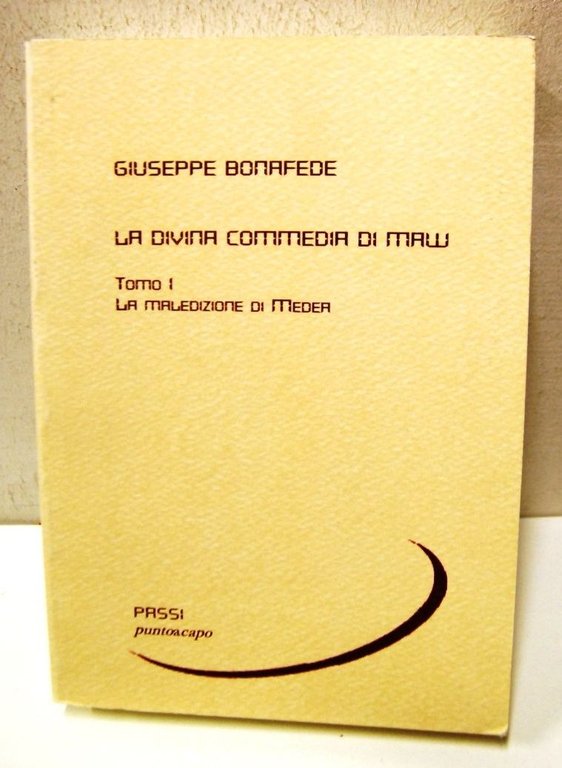 GIUSEPPE BONAFEDE
LA DIVINA COMMEDIA DI MAW
Tomo I
La maledizione di Medea
PASSI
puntoacapo